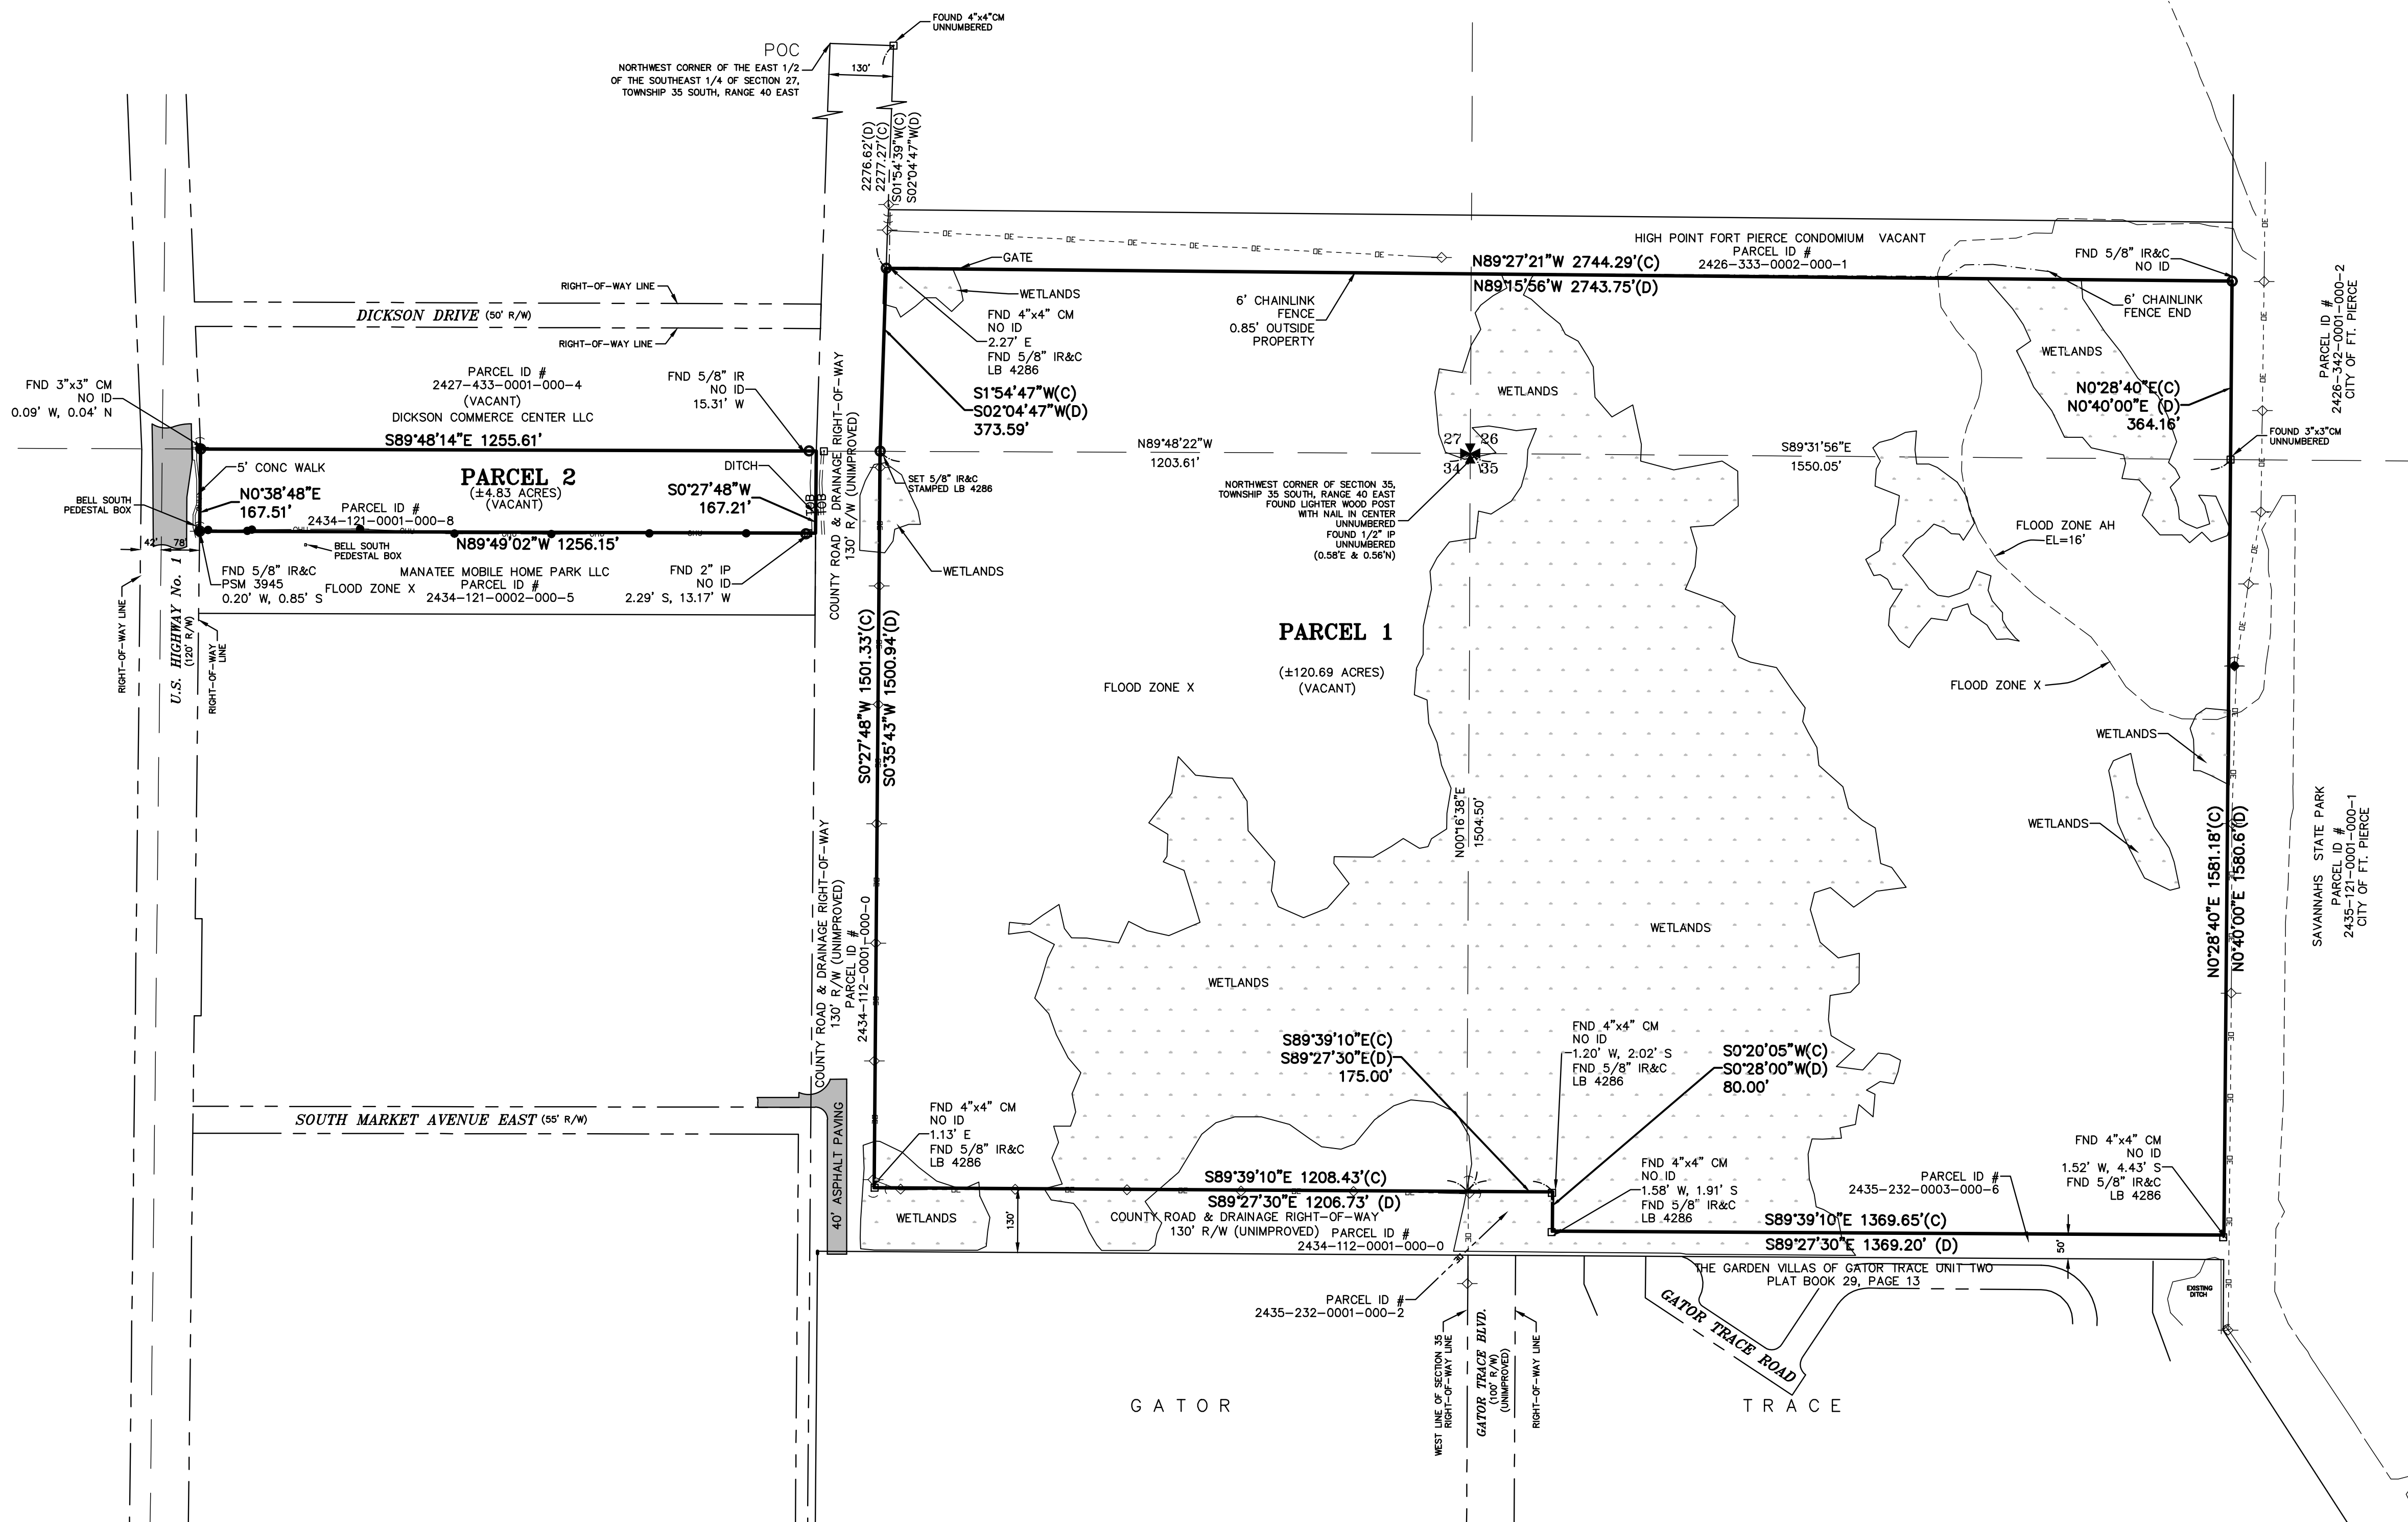 FOUND 4"x4"CM
UNNUMBERED
POC
NORTHWEST CORNER OF THE EAST 1/2
OF THE SOUTHEAST 1/4 OF SECTION 27,
TOWNSHIP 35 SOUTH, RANGE 40 EAST
130'
2276.62'(D)
2277.27'(C)
S01°54'39"W(C)
S02°04'47"W(D)
RIGHT-OF-WAY LINE
DICKSON DRIVE (50' R/W)
RIGHT-OF-WAY LINE
GATE
WETLANDS
FND 4"x4" CM
NO ID
2.27' E
FND 5/8" IR&C
LB 4286
S1°54'47"W(C)
S02°04'47"W(D)
373.59'
6' CHAINLINK
FENCE
0.85' OUTSIDE
PROPERTY
HIGH POINT FORT PIERCE CONDOMIUM VACANT
PARCEL ID #
2426-333-0002-000-1
N89°27'21"W 2744.29'(C)
N89°15'56'W 2743.75'(D)
FND 5/8" IR&C
NO ID
6' CHAINLINK
FENCE END
WETLANDS
N0°28'40"E(C)
N0°40'00"E (D)
364.16'
PARCEL ID #
2426-342-0001-000-2
CITY OF FT. PIERCE
FOUND 3"x3"CM
UNNUMBERED
FND 3"x3" CM
NO ID
0.09' W, 0.04' N
PARCEL ID #
2427-433-0001-000-4
(VACANT)
DICKSON COMMERCE CENTER LLC
S89°48'14"E 1255.61'
FND 5/8" IR
NO ID
15.31' W
5' CONC WALK
PARCEL 2
(±4.83 ACRES)
(VACANT)
DITCH
TOB
TOB
N0°38'48"E
167.51'
S0°27'48"W
167.21'
PARCEL ID #
2434-121-0001-000-8
BELL SOUTH
PEDESTAL BOX
OHU OHU OHU OHU
BELL SOUTH
PEDESTAL BOX
N89°49'02"W 1256.15'
42' 78'
FND 5/8" IR&C
PSM 3945
0.20' W, 0.85' S
FLOOD ZONE X
MANATEE MOBILE HOME PARK LLC
PARCEL ID #
2434-121-0002-000-5
FND 2" IP
NO ID
2.29' S, 13.17' W
RIGHT-OF-WAY LINE
U.S. HIGHWAY No. 1
(120' R/W)
RIGHT-OF-WAY
LINE
COUNTY ROAD & DRAINAGE RIGHT-OF-WAY
130' R/W (UNIMPROVED)
SET 5/8" IR&C
STAMPED LB 4286
WETLANDS
N89°48'22"W
1203.61'
27 26
34 35
S89°31'56"E
1550.05'
NORTHWEST CORNER OF SECTION 35,
TOWNSHIP 35 SOUTH, RANGE 40 EAST
FOUND LIGHTER WOOD POST
WITH NAIL IN CENTER
UNNUMBERED
FOUND 1/2" IP
UNNUMBERED
(0.58'E & 0.56'N)
WETLANDS
FLOOD ZONE AH
EL=16'
PARCEL 1
(±120.69 ACRES)
(VACANT)
FLOOD ZONE X
FLOOD ZONE X
WETLANDS
WETLANDS
S0°27'48"W 1501.33'(C)
S0°35'43"W 1500.94'(D)
N00°16'38"E
1504.50'
N0°28'40"E 1581.18'(C)
N0°40'00"E 1580.6'(D)
SAVANNAHS STATE PARK
PARCEL ID #
2435-121-0001-000-1
CITY OF FT. PIERCE
COUNTY ROAD & DRAINAGE RIGHT-OF-WAY
130' R/W (UNIMPROVED)
PARCEL ID #
2434-112-0001-000-0
WETLANDS
WETLANDS
SOUTH MARKET AVENUE EAST (55' R/W)
40' ASPHALT PAVING
FND 4"x4" CM
NO ID
1.13' E
FND 5/8" IR&C
LB 4286
S89°39'10"E(C)
S89°27'30"E(D)
175.00'
FND 4"x4" CM
NO ID
1.20' W, 2.02' S
FND 5/8" IR&C
LB 4286
S0°20'05"W(C)
S0°28'00"W(D)
80.00'
FND 4"x4" CM
NO ID
1.58' W, 1.91' S
FND 5/8" IR&C
LB 4286
FND 4"x4" CM
NO ID
1.52' W, 4.43' S
FND 5/8" IR&C
LB 4286
PARCEL ID #
2435-232-0003-000-6
WETLANDS
130'
S89°39'10"E 1208.43'(C)
S89°27'30"E 1206.73' (D)
COUNTY ROAD & DRAINAGE RIGHT-OF-WAY
130' R/W (UNIMPROVED) PARCEL ID #
2434-112-0001-000-0
S89°39'10"E 1369.65'(C)
S89°27'30"E 1369.20' (D)
50'
THE GARDEN VILLAS OF GATOR TRACE UNIT TWO
PLAT BOOK 29, PAGE 13
EXISTING
DITCH
PARCEL ID #
2435-232-0001-000-2
WEST LINE OF SECTION 35
RIGHT-OF-WAY LINE
GATOR TRACE BLVD.
(100' R/W)
(UNIMPROVED)
RIGHT-OF-WAY LINE
GATOR TRACE ROAD
GATOR TRACE